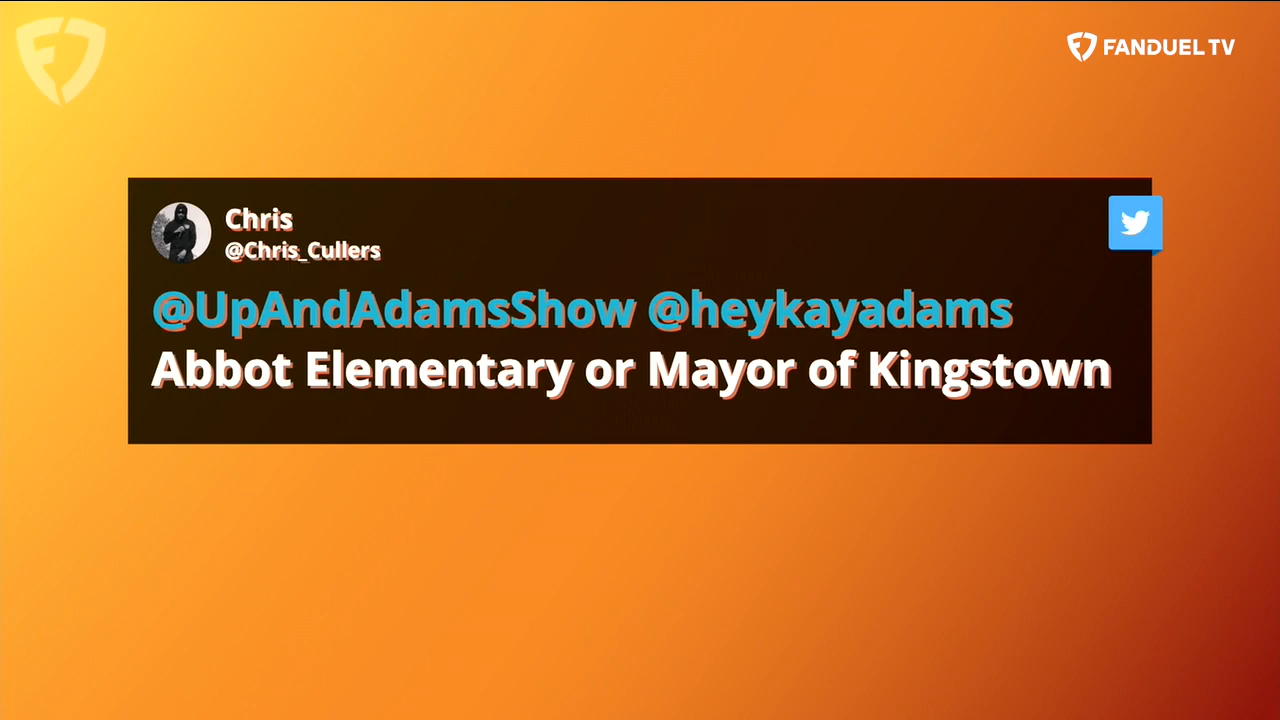 FANDUEL TV
Chris
@Chris_Cullers
@UpAndAdamsShow @heykayadams
Abbot Elementary or Mayor of Kingstown